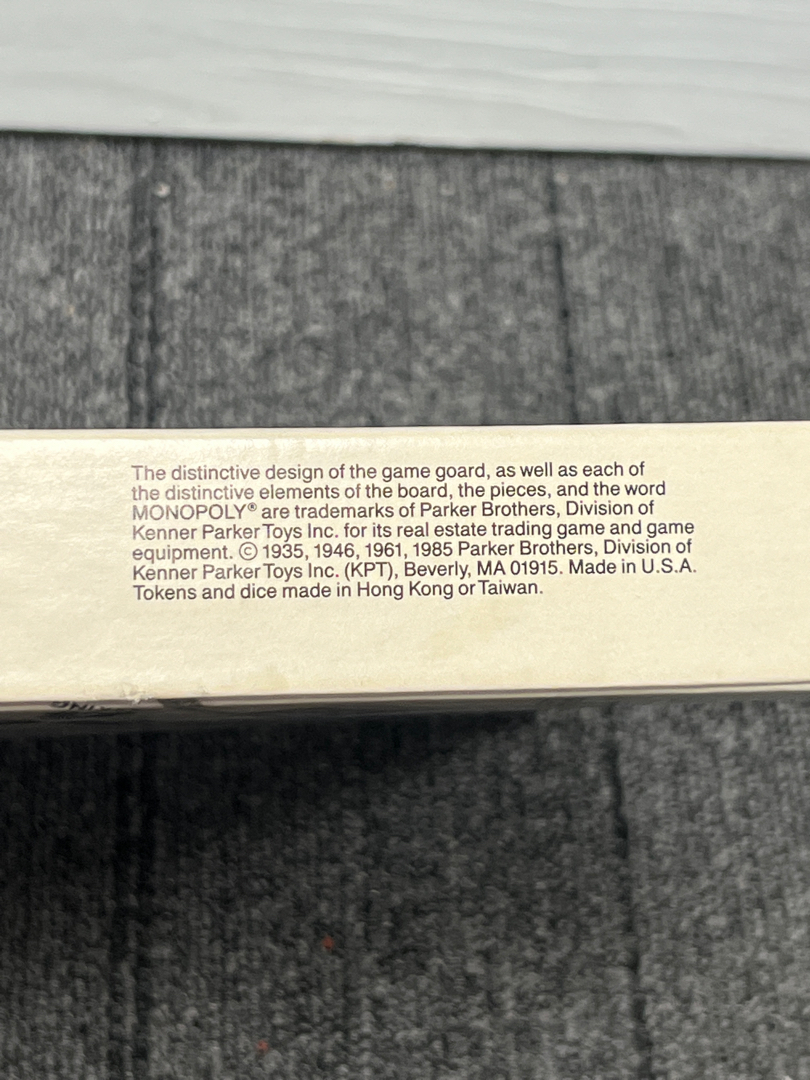 The distinctive design of the game goard, as well as each of
the distinctive elements of the board, the pieces, and the word
MONOPOLY® are trademarks of Parker Brothers, Division of
Kenner Parker Toys Inc. for its real estate trading game and game
equipment. © 1935, 1946, 1961, 1985 Parker Brothers, Division of
Kenner Parker Toys Inc. (KPT), Beverly, MA 01915. Made in U.S.A.
Tokens and dice made in Hong Kong or Taiwan.